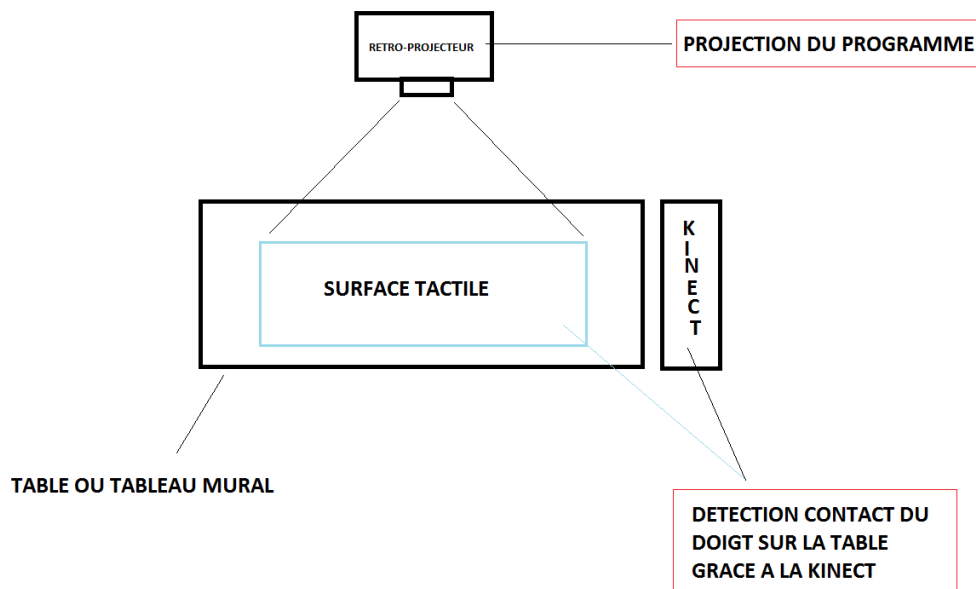 RETRO-PROJECTEUR
PROJECTION DU PROGRAMME
SURFACE TACTILE
KINECT
TABLE OU TABLEAU MURAL
DETECTION CONTACT DU
DOIGT SUR LA TABLE
GRACE A LA KINECT